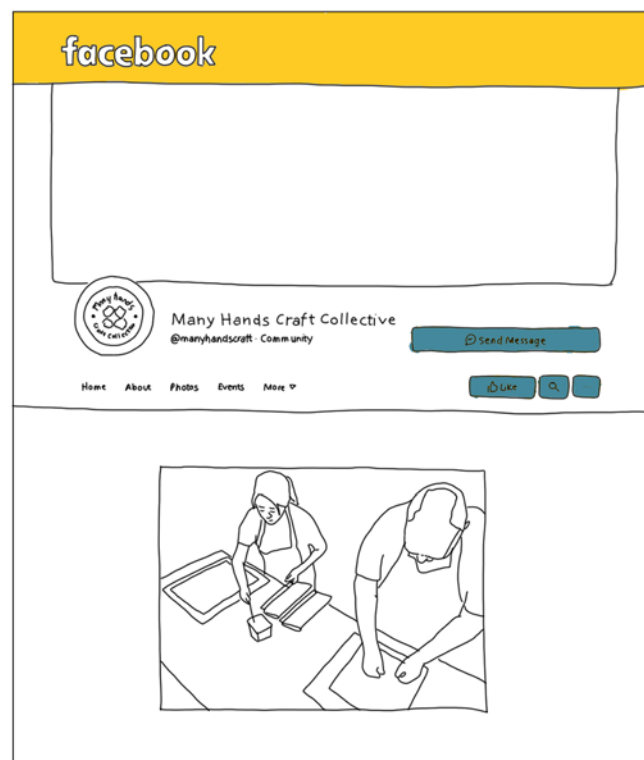 facebook
Many hands
Craft Collective
Many Hands Craft Collective
@manyhandscraft · Community
Send Message
Home About Photos Events More
Like